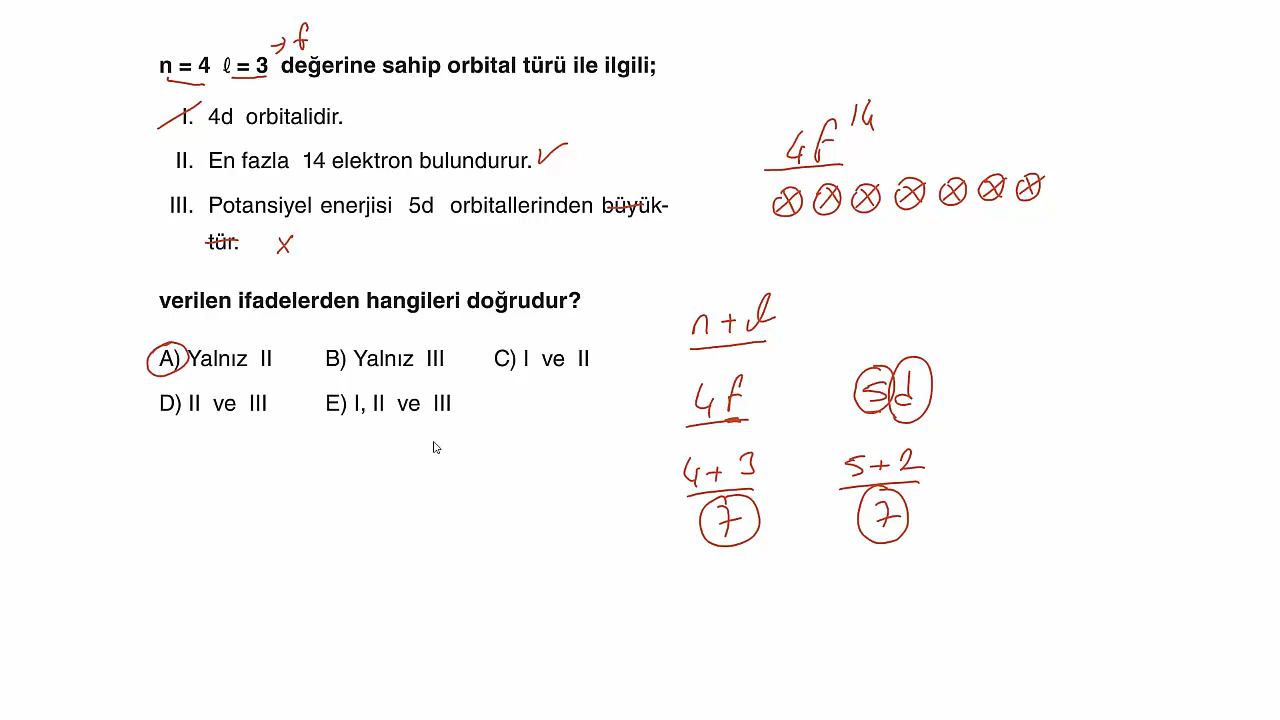 → f
n = 4 ℓ = 3 değerine sahip orbital türü ile ilgili;
I. 4d orbitalidir.
II. En fazla 14 elektron bulundurur.
III. Potansiyel enerjisi 5d orbitallerinden büyük-
tür. x
verilen ifadelerden hangileri doğrudur?
A) Yalnız II B) Yalnız III C) I ve II
D) II ve III E) I, II ve III
4f¹⁴
n + l
4f 5d
4+3 5+2
7 7